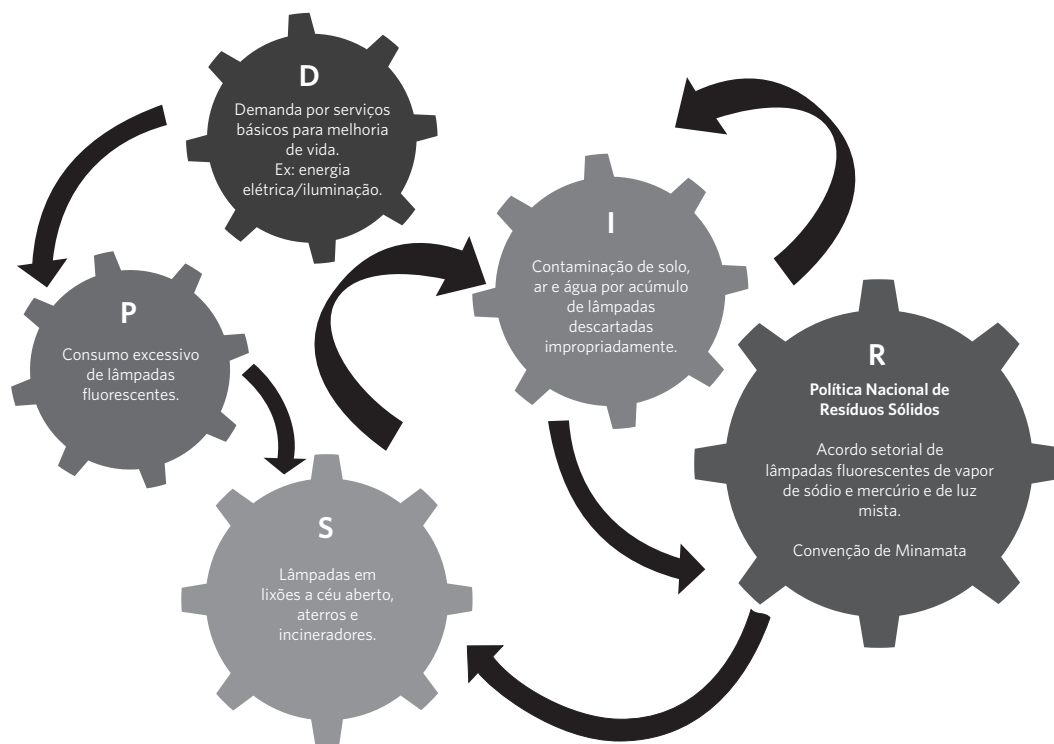 D
Demanda por serviços
básicos para melhoria
de vida.
Ex: energia
elétrica/iluminação.
P
Consumo excessivo
de lâmpadas
fluorescentes.
S
Lâmpadas em
lixões a céu aberto,
aterros e
incineradores.
I
Contaminação de solo,
ar e água por acúmulo
de lâmpadas
descartadas
impropriadamente.
R
Política Nacional de
Resíduos Sólidos
Acordo setorial de
lâmpadas fluorescentes de vapor
de sódio e mercúrio e de luz
mista.
Convenção de Minamata